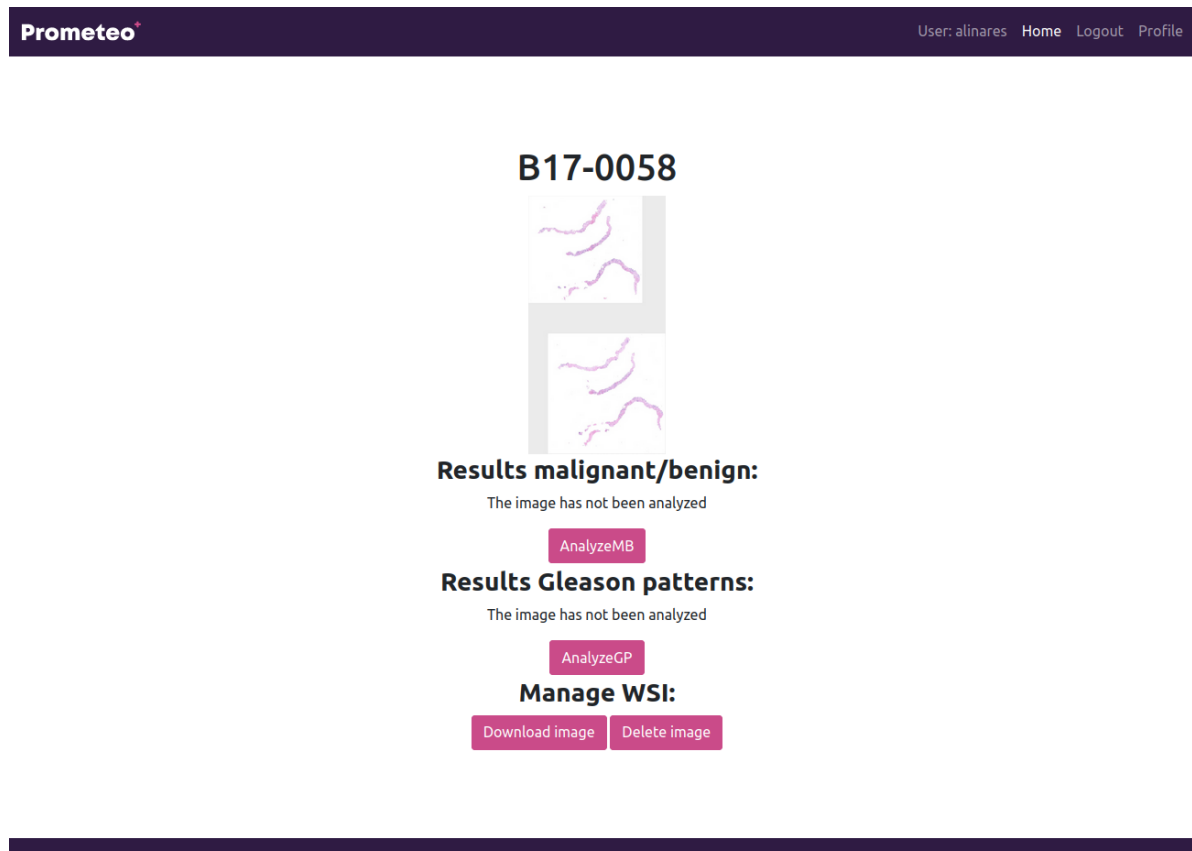 Prometeo+
User: alinares Home Logout Profile
B17-0058
Results malignant/benign:
The image has not been analyzed
AnalyzeMB
Results Gleason patterns:
The image has not been analyzed
AnalyzeGP
Manage WSI:
Download image Delete image